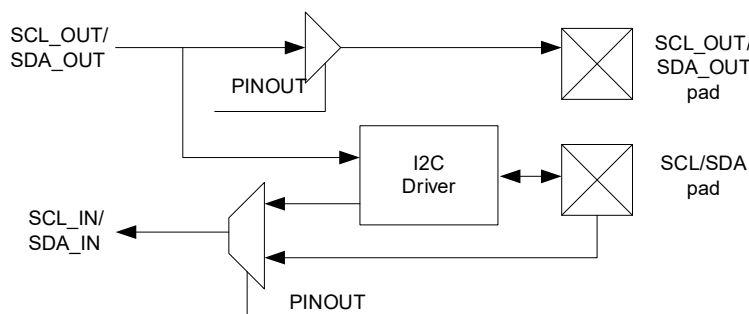 SCL_OUT/
SDA_OUT
PINOUT
SCL_OUT/
SDA_OUT
pad
I2C
Driver
SCL/SDA
pad
SCL_IN/
SDA_IN
PINOUT